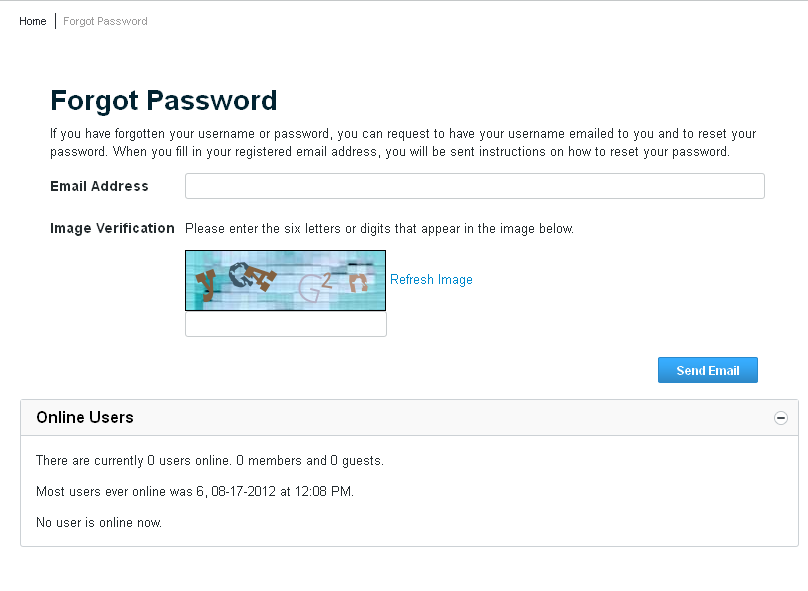 Home | Forgot Password
Forgot Password
If you have forgotten your username or password, you can request to have your username emailed to you and to reset your
password. When you fill in your registered email address, you will be sent instructions on how to reset your password.
Email Address
Image Verification Please enter the six letters or digits that appear in the image below.
Refresh Image
Send Email
Online Users
There are currently 0 users online. 0 members and 0 guests.
Most users ever online was 6, 08-17-2012 at 12:08 PM.
No user is online now.